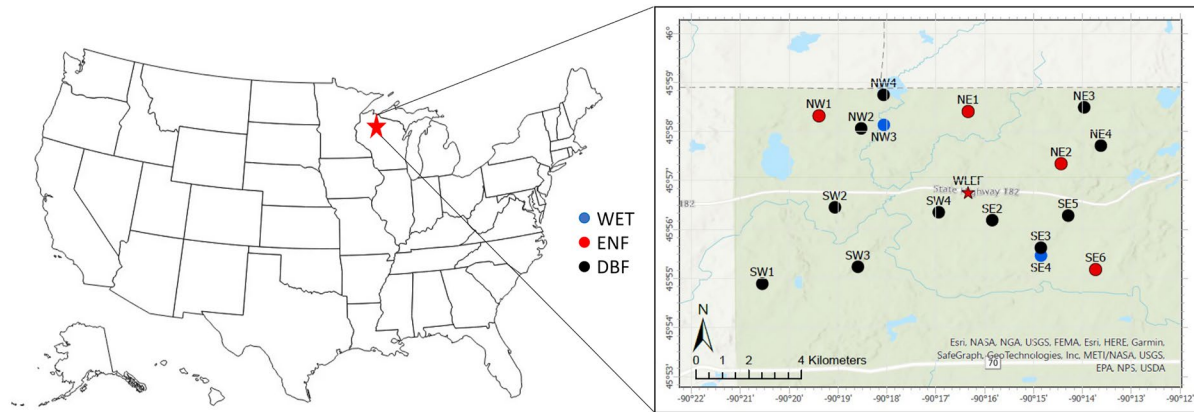 WET
ENF
DBF
46°
45°59'
45°58'
45°57'
45°56'
45°55'
45°54'
45°53'
NW4
NW1
NE1
NE3
NW2
NW3
NE4
NE2
WLEF
State Highway 182
182
SW2
SW4
SE2
SE5
SE3
SE4
SE6
SW3
SW1
N
0 1 2 4 Kilometers
Esri, NASA, NGA, USGS, FEMA, Esri, HERE, Garmin,
SafeGraph, GeoTechnologies, Inc, METI/NASA, USGS,
EPA, NPS, USDA
70
-90°21' -90°20' -90°19' -90°18' -90°17' -90°16' -90°15' -90°14' -90°13' -90°12'